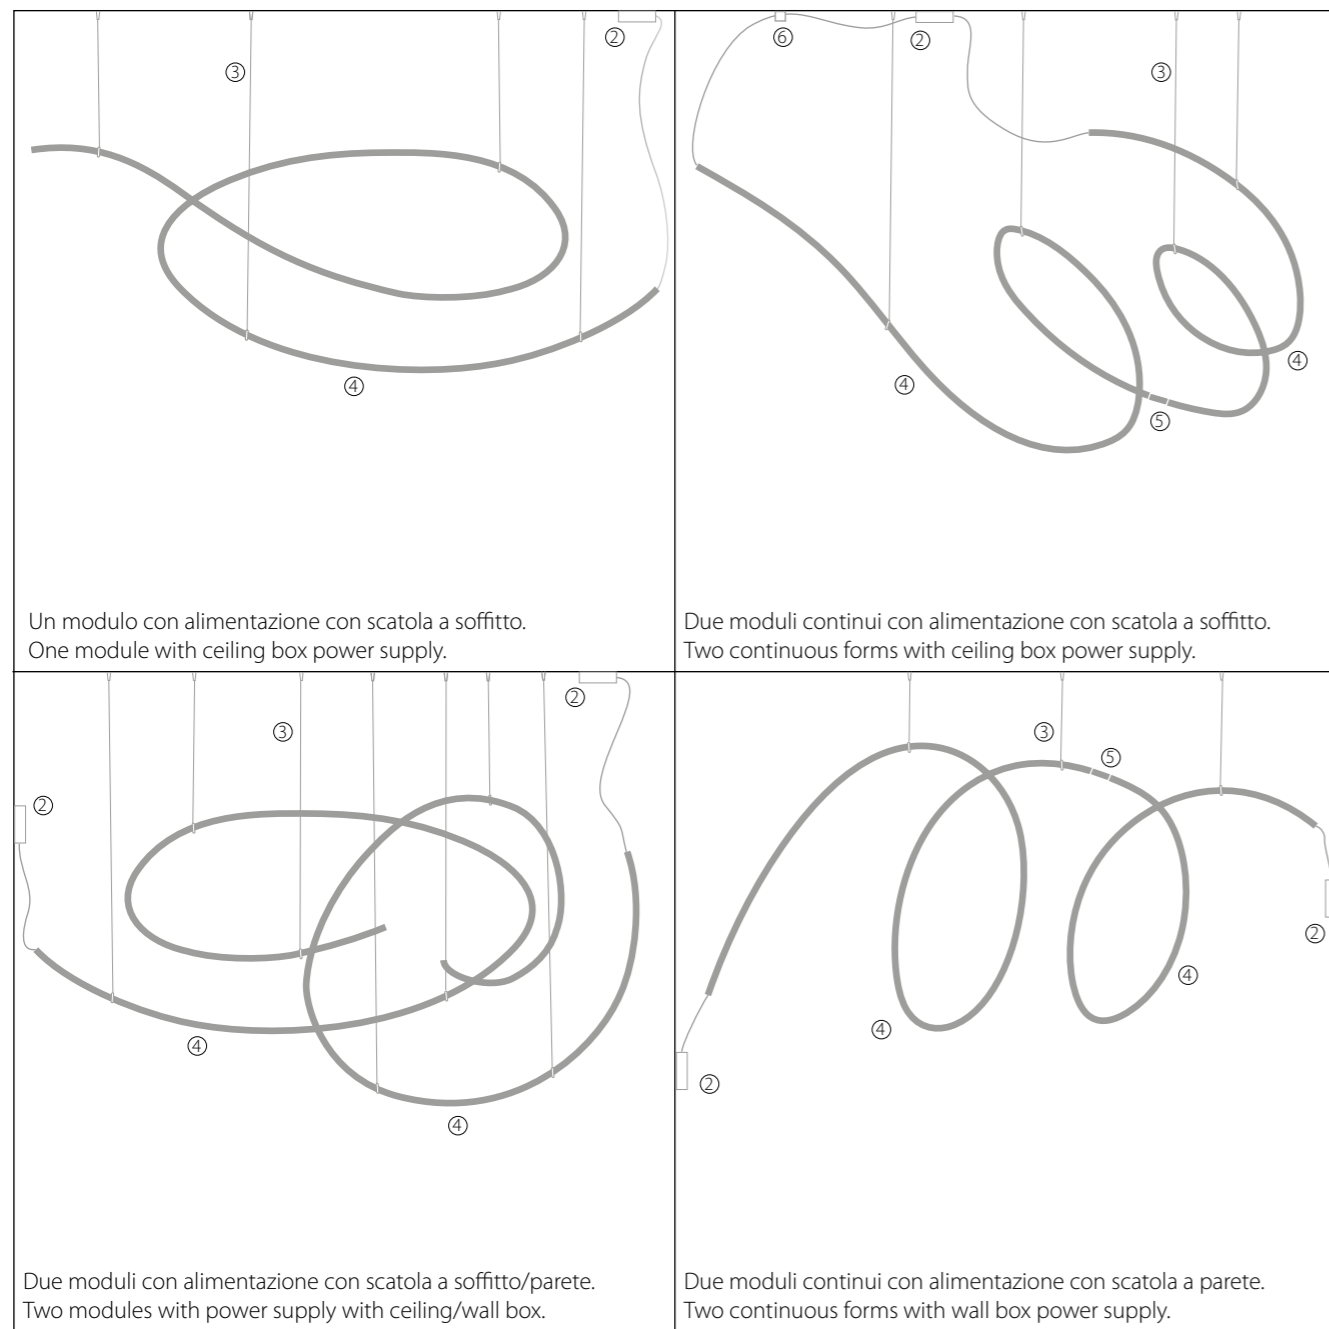 ②
③
④
Un modulo con alimentazione con scatola a soffitto.
One module with ceiling box power supply.
⑥
②
③
④
④
⑤
Due moduli continui con alimentazione con scatola a soffitto.
Two continuous forms with ceiling box power supply.
②
③
②
④
④
Due moduli con alimentazione con scatola a soffitto/parete.
Two modules with power supply with ceiling/wall box.
③
⑤
②
④
④
②
Due moduli continui con alimentazione con scatola a parete.
Two continuous forms with wall box power supply.